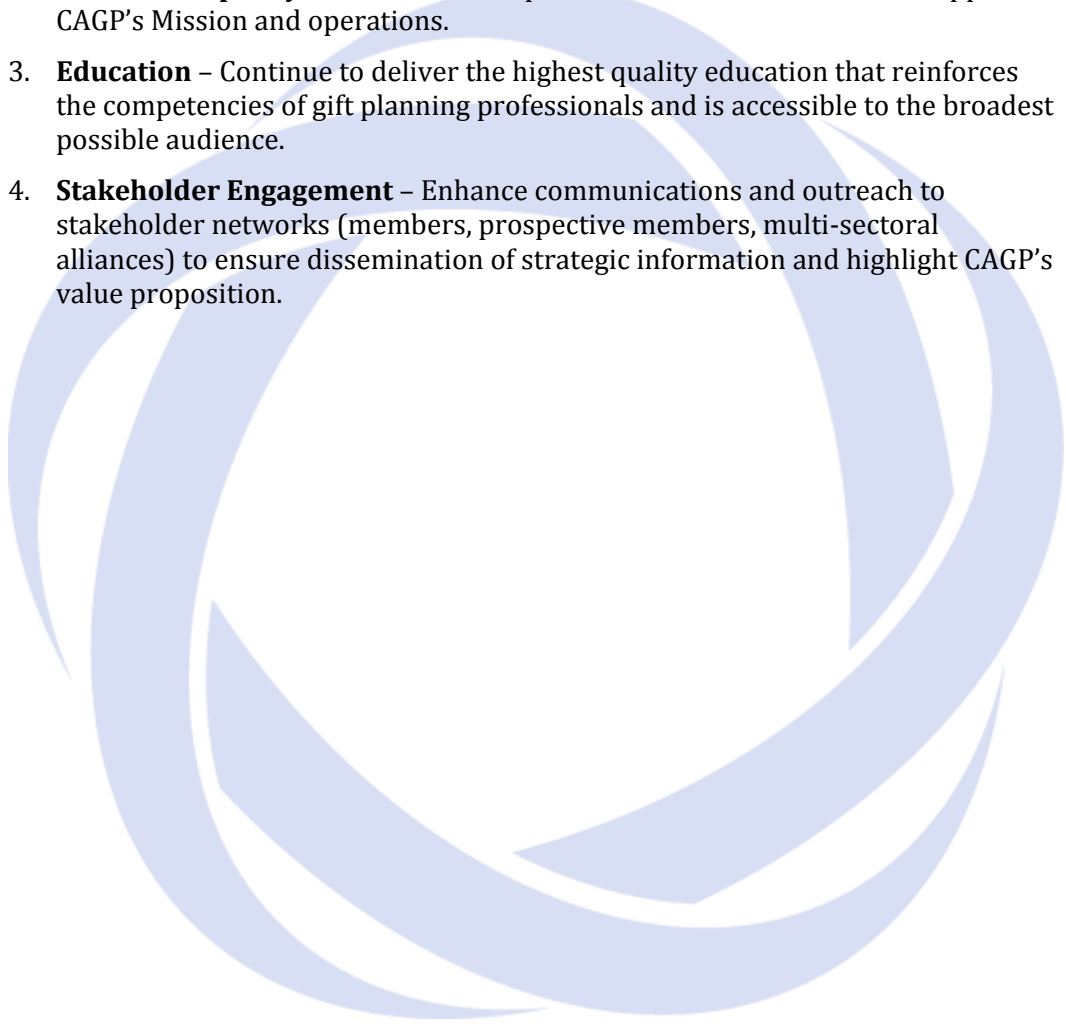 CAGP’s Mission and operations.
3. Education – Continue to deliver the highest quality education that reinforces
the competencies of gift planning professionals and is accessible to the broadest
possible audience.
4. Stakeholder Engagement – Enhance communications and outreach to
stakeholder networks (members, prospective members, multi-sectoral
alliances) to ensure dissemination of strategic information and highlight CAGP’s
value proposition.